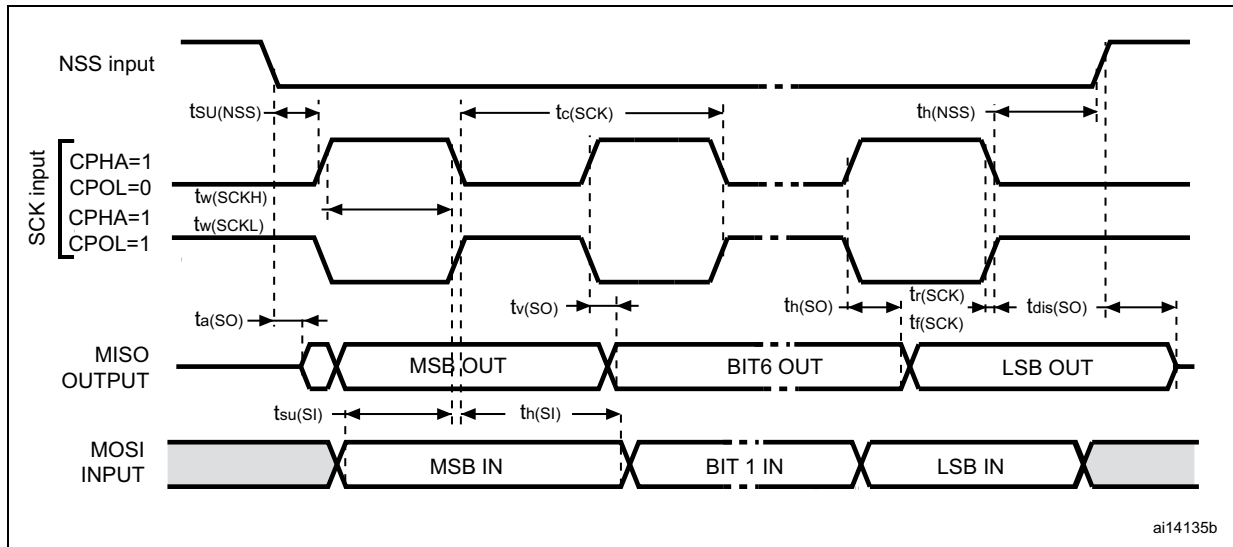 NSS input
tSU(NSS)
tc(SCK)
th(NSS)
SCK input
CPHA=1
CPOL=0
tw(SCKH)
CPHA=1
tw(SCKL)
CPOL=1
ta(SO)
tv(SO)
th(SO)
tr(SCK)
tf(SCK)
tdis(SO)
MISO
OUTPUT
MSB OUT
BIT6 OUT
LSB OUT
tsu(SI)
th(SI)
MOSI
INPUT
MSB IN
BIT 1 IN
LSB IN
ai14135b